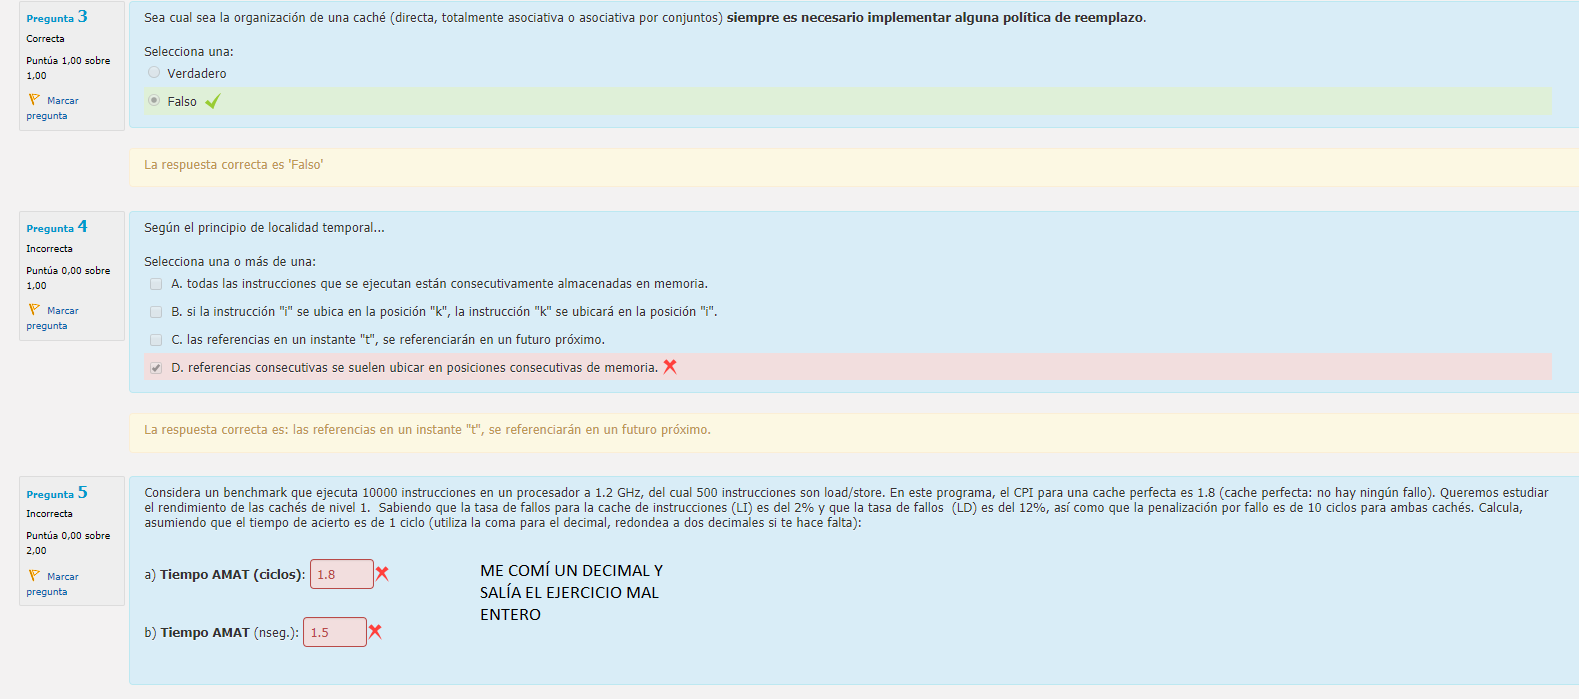 Pregunta 3
Correcta
Puntúa 1,00 sobre
1,00
Marcar
pregunta
Sea cual sea la organización de una caché (directa, totalmente asociativa o asociativa por conjuntos) siempre es necesario implementar alguna política de reemplazo.
Selecciona una:
Verdadero
Falso
La respuesta correcta es 'Falso'
Pregunta 4
Incorrecta
Puntúa 0,00 sobre
1,00
Marcar
pregunta
Según el principio de localidad temporal...
Selecciona una o más de una:
A. todas las instrucciones que se ejecutan están consecutivamente almacenadas en memoria.
B. si la instrucción "i" se ubica en la posición "k", la instrucción "k" se ubicará en la posición "i".
C. las referencias en un instante "t", se referenciarán en un futuro próximo.
D. referencias consecutivas se suelen ubicar en posiciones consecutivas de memoria.
La respuesta correcta es: las referencias en un instante "t", se referenciarán en un futuro próximo.
Pregunta 5
Incorrecta
Puntúa 0,00 sobre
2,00
Marcar
pregunta
Considera un benchmark que ejecuta 10000 instrucciones en un procesador a 1.2 GHz, del cual 500 instrucciones son load/store. En este programa, el CPI para una cache perfecta es 1.8 (cache perfecta: no hay ningún fallo). Queremos estudiar
el rendimiento de las cachés de nivel 1. Sabiendo que la tasa de fallos para la cache de instrucciones (LI) es del 2% y que la tasa de fallos (LD) es del 12%, así como que la penalización por fallo es de 10 ciclos para ambas cachés. Calcula,
asumiendo que el tiempo de acierto es de 1 ciclo (utiliza la coma para el decimal, redondea a dos decimales si te hace falta):
a) Tiempo AMAT (ciclos): 1.8
b) Tiempo AMAT (nseg.): 1.5
ME COMÍ UN DECIMAL Y
SALÍA EL EJERCICIO MAL
ENTERO